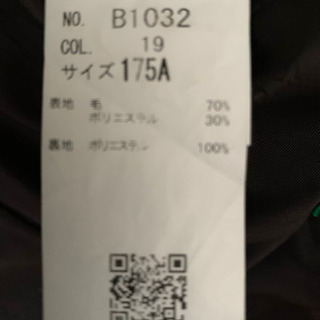 NO. B1032
COL. 19
サイズ 175A
表地 毛 70%
ポリエステル 30%
裏地 ポリエステル 100%